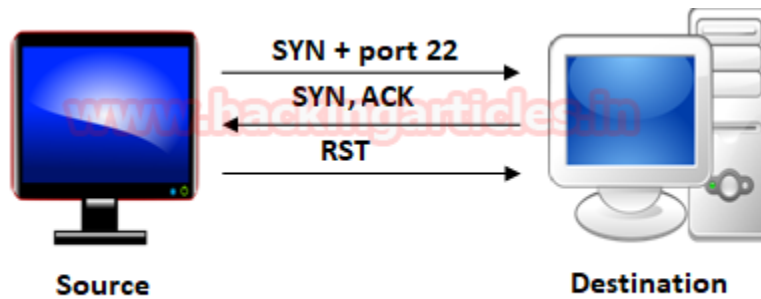 SYN + port 22
SYN, ACK
www.hackingarticles.in
RST
Source
Destination